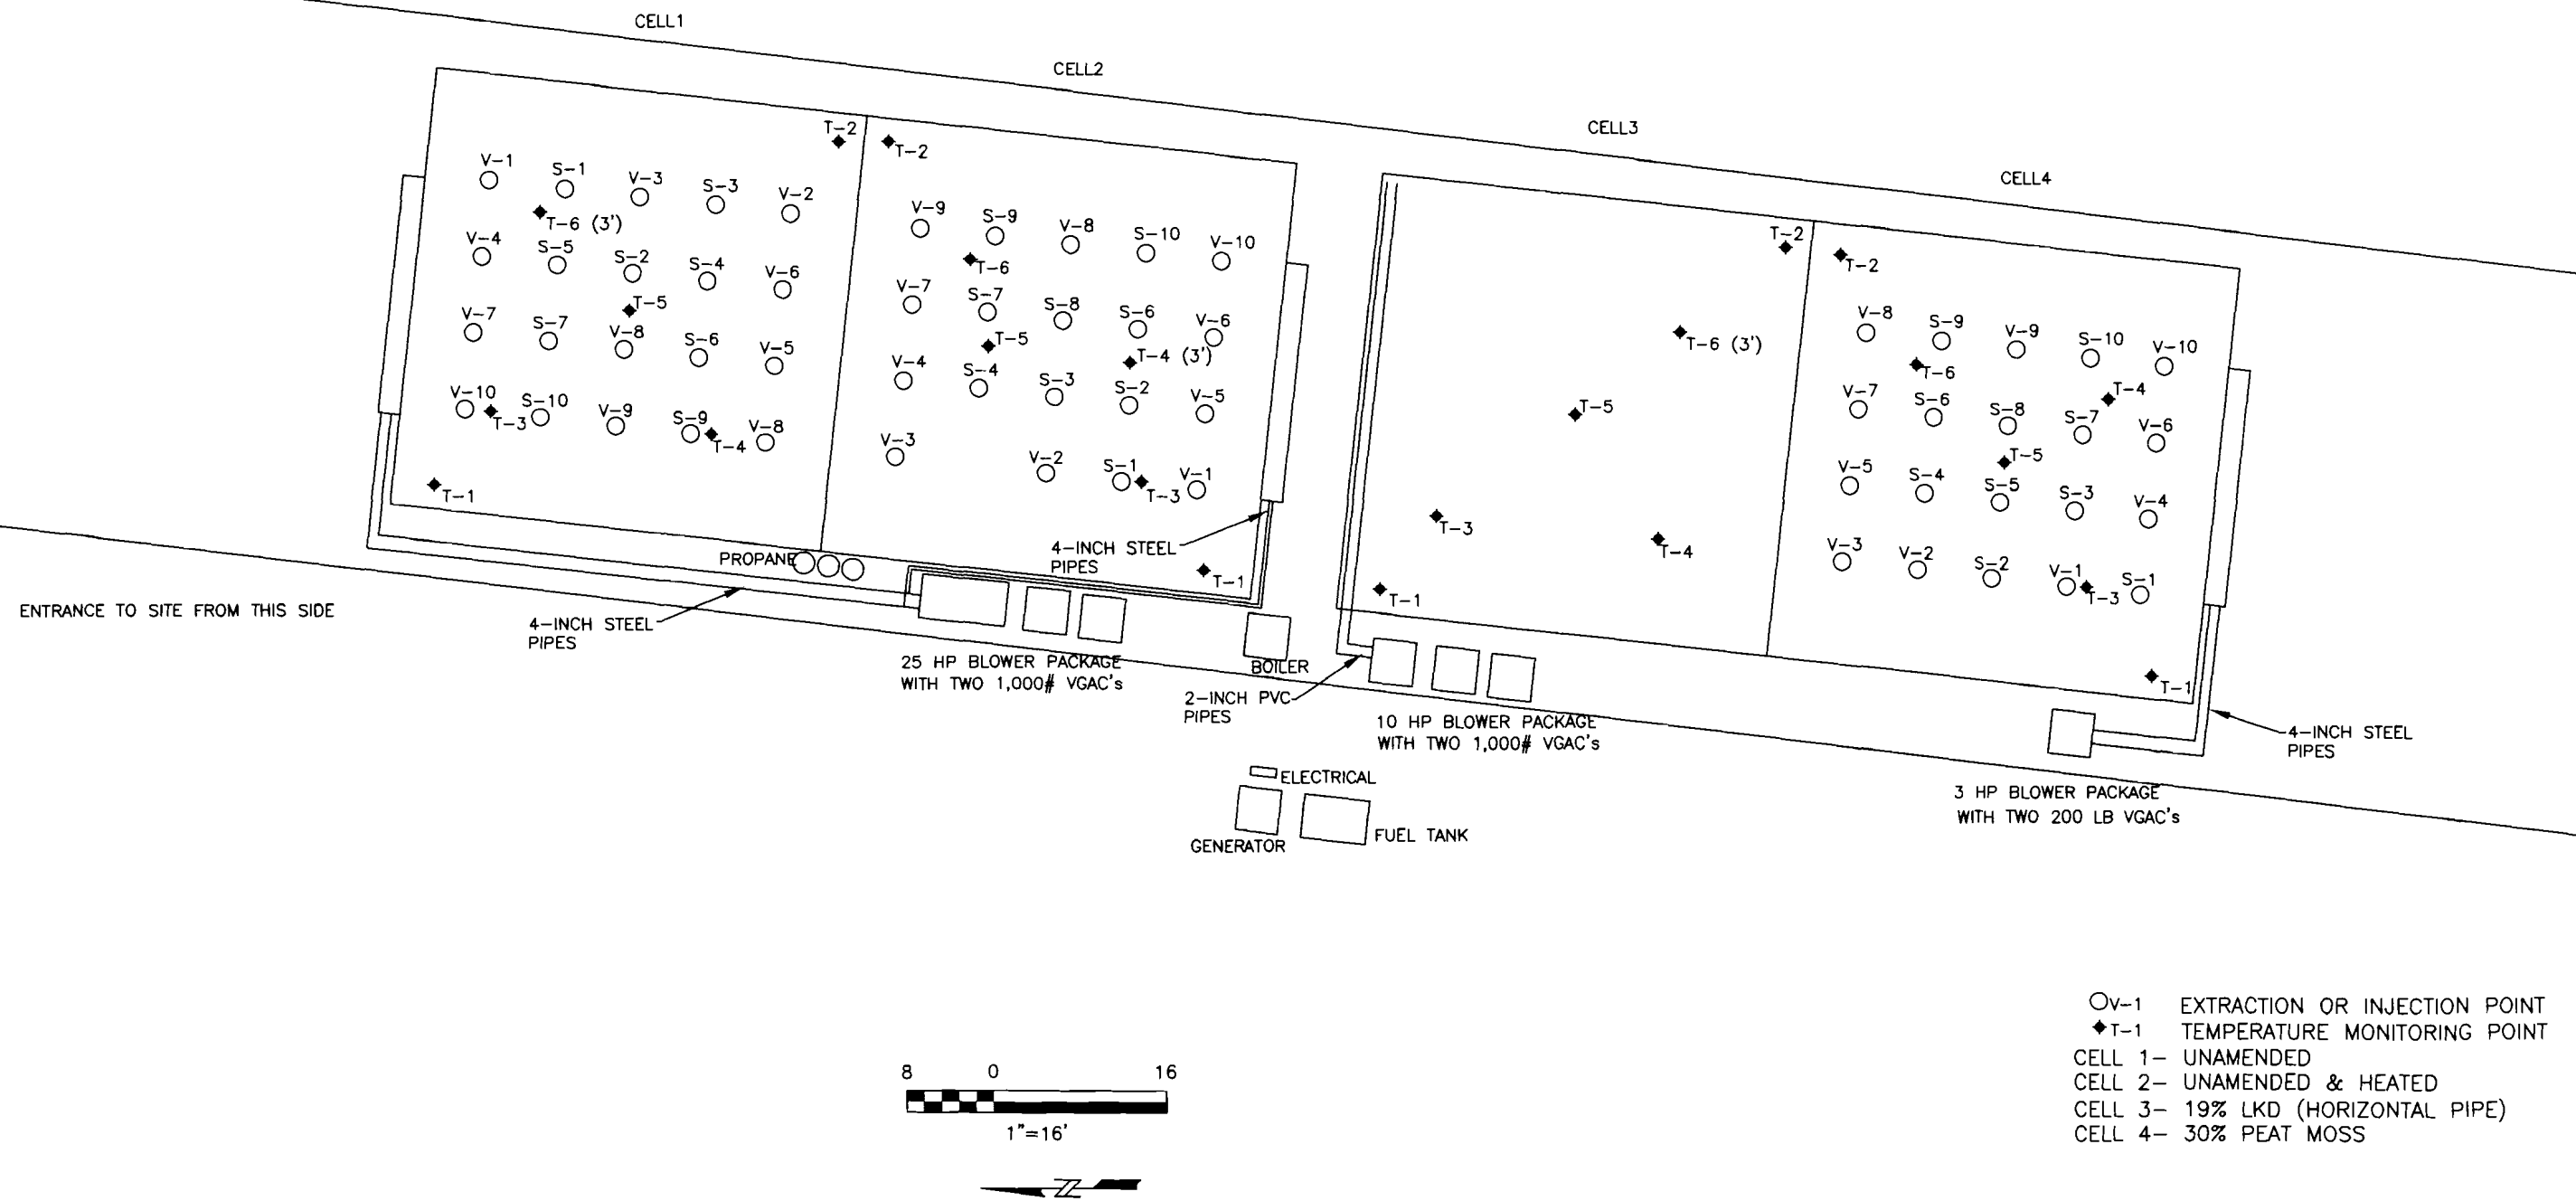 CELL1
CELL2
CELL3
CELL4
T-2
V-1
S-1
V-3
S-3
V-2
T-6 (3')
V-4
S-5
S-2
S-4
V-6
T-5
V-7
S-7
V-8
S-6
V-5
V-10
T-3
S-10
V-9
S-9
T-4
V-8
T-1
T-2
V-9
S-9
V-8
S-10
V-10
T-6
V-7
S-7
S-8
S-6
V-6
T-5
T-4 (3')
V-4
S-4
S-3
S-2
V-5
V-3
V-2
S-1
T-3
V-1
T-1
T-2
T-6 (3')
T-5
T-3
T-4
T-1
T-2
V-8
S-9
V-9
S-10
V-10
T-6
T-4
V-7
S-6
S-8
S-7
V-6
T-5
V-5
S-4
S-5
S-3
V-4
V-3
V-2
S-2
V-1
T-3
S-1
T-1
PROPANE
4-INCH STEEL
PIPES
ENTRANCE TO SITE FROM THIS SIDE
4-INCH STEEL
PIPES
25 HP BLOWER PACKAGE
WITH TWO 1,000# VGAC's
BOILER
2-INCH PVC
PIPES
10 HP BLOWER PACKAGE
WITH TWO 1,000# VGAC's
4-INCH STEEL
PIPES
3 HP BLOWER PACKAGE
WITH TWO 200 LB VGAC's
ELECTRICAL
GENERATOR
FUEL TANK
V-1 EXTRACTION OR INJECTION POINT
T-1 TEMPERATURE MONITORING POINT
CELL 1- UNAMENDED
CELL 2- UNAMENDED & HEATED
CELL 3- 19% LKD (HORIZONTAL PIPE)
CELL 4- 30% PEAT MOSS
8 0 16
1"=16'
Z